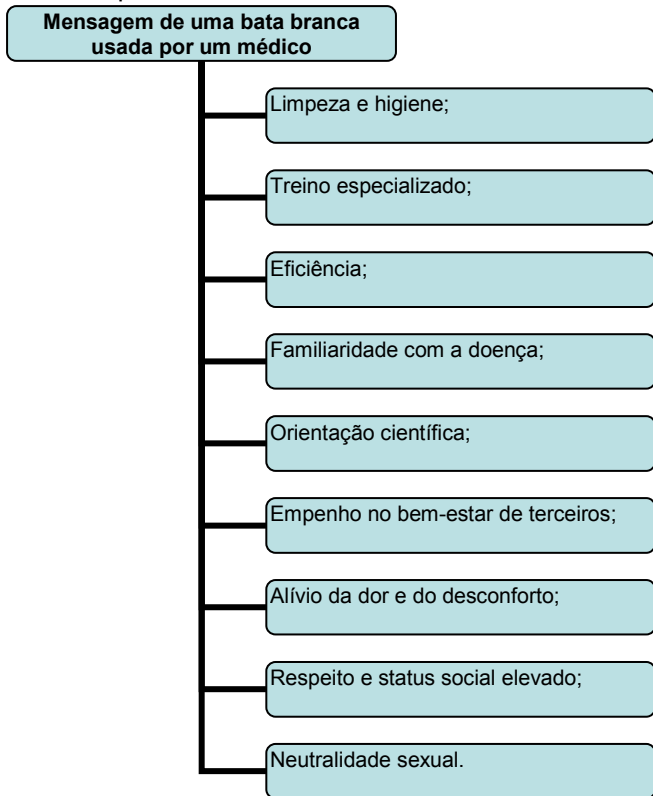 Mensagem de uma bata branca
usada por um médico
Limpeza e higiene;
Treino especializado;
Eficiência;
Familiaridade com a doença;
Orientação científica;
Empenho no bem-estar de terceiros;
Alívio da dor e do desconforto;
Respeito e status social elevado;
Neutralidade sexual.